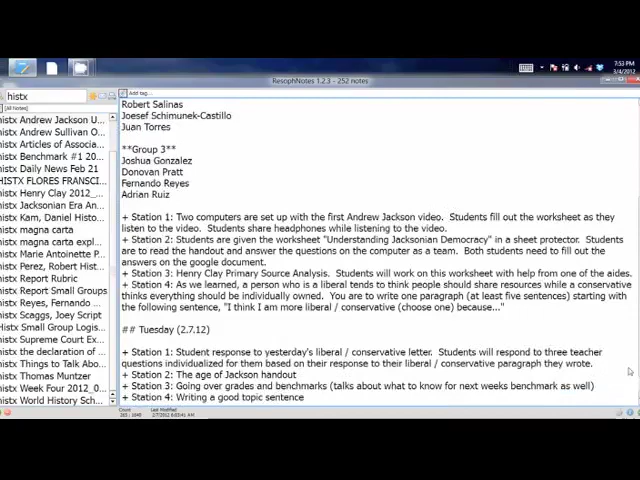 7:53 PM
3/4/2012
ResophNotes 1.2.3 - 252 notes
histx
Add tag...
[All Notes]
histx Andrew Jackson U...
histx Andrew Sullivan O...
histx Articles of Associa...
histx Benchmark #1 20...
histx Daily News Feb 21
HISTX FLORES FRANSCI...
histx Henry Clay 2012_...
histx Jacksonian Era An...
histx Kam, Daniel Histo...
histx magna carta
histx magna carta expl...
histx Marie Antoinette P...
histx Perez, Robert Hist...
histx Report Rubric
histx Report Small Groups
histx Reyes, Fernando ...
histx Scaggs, Joey Script
histx Small Group Logis...
histx Supreme Court Ex...
histx the declaration of ...
histx Things to Talk Abo...
histx Thomas Muntzer
histx Week Four 2012_0...
histx World History Sch...
Robert Salinas
Joesef Schimunek-Castillo
Juan Torres
**Group 3**
Joshua Gonzalez
Donovan Pratt
Fernando Reyes
Adrian Ruiz
+ Station 1: Two computers are set up with the first Andrew Jackson video. Students fill out the worksheet as they
listen to the video. Students share headphones while listening to the video.
+ Station 2: Students are given the worksheet "Understanding Jacksonian Democracy" in a sheet protector. Students
are to read the handout and answer the questions on the computer as a team. Both students need to fill out the
answers on the google document.
+ Station 3: Henry Clay Primary Source Analysis. Students will work on this worksheet with help from one of the aides.
+ Station 4: As we learned, a person who is a liberal tends to think people should share resources while a conservative
thinks everything should be individually owned. You are to write one paragraph (at least five sentences) starting with
the following sentence, "I think I am more liberal / conservative (choose one) because..."
## Tuesday (2.7.12)
+ Station 1: Student response to yesterday's liberal / conservative letter. Students will respond to three teacher
questions individualized for them based on their response to their liberal / conservative paragraph they wrote.
+ Station 2: The age of Jackson handout
+ Station 3: Going over grades and benchmarks (talks about what to know for next weeks benchmark as well)
+ Station 4: Writing a good topic sentence
Count
Last Modified